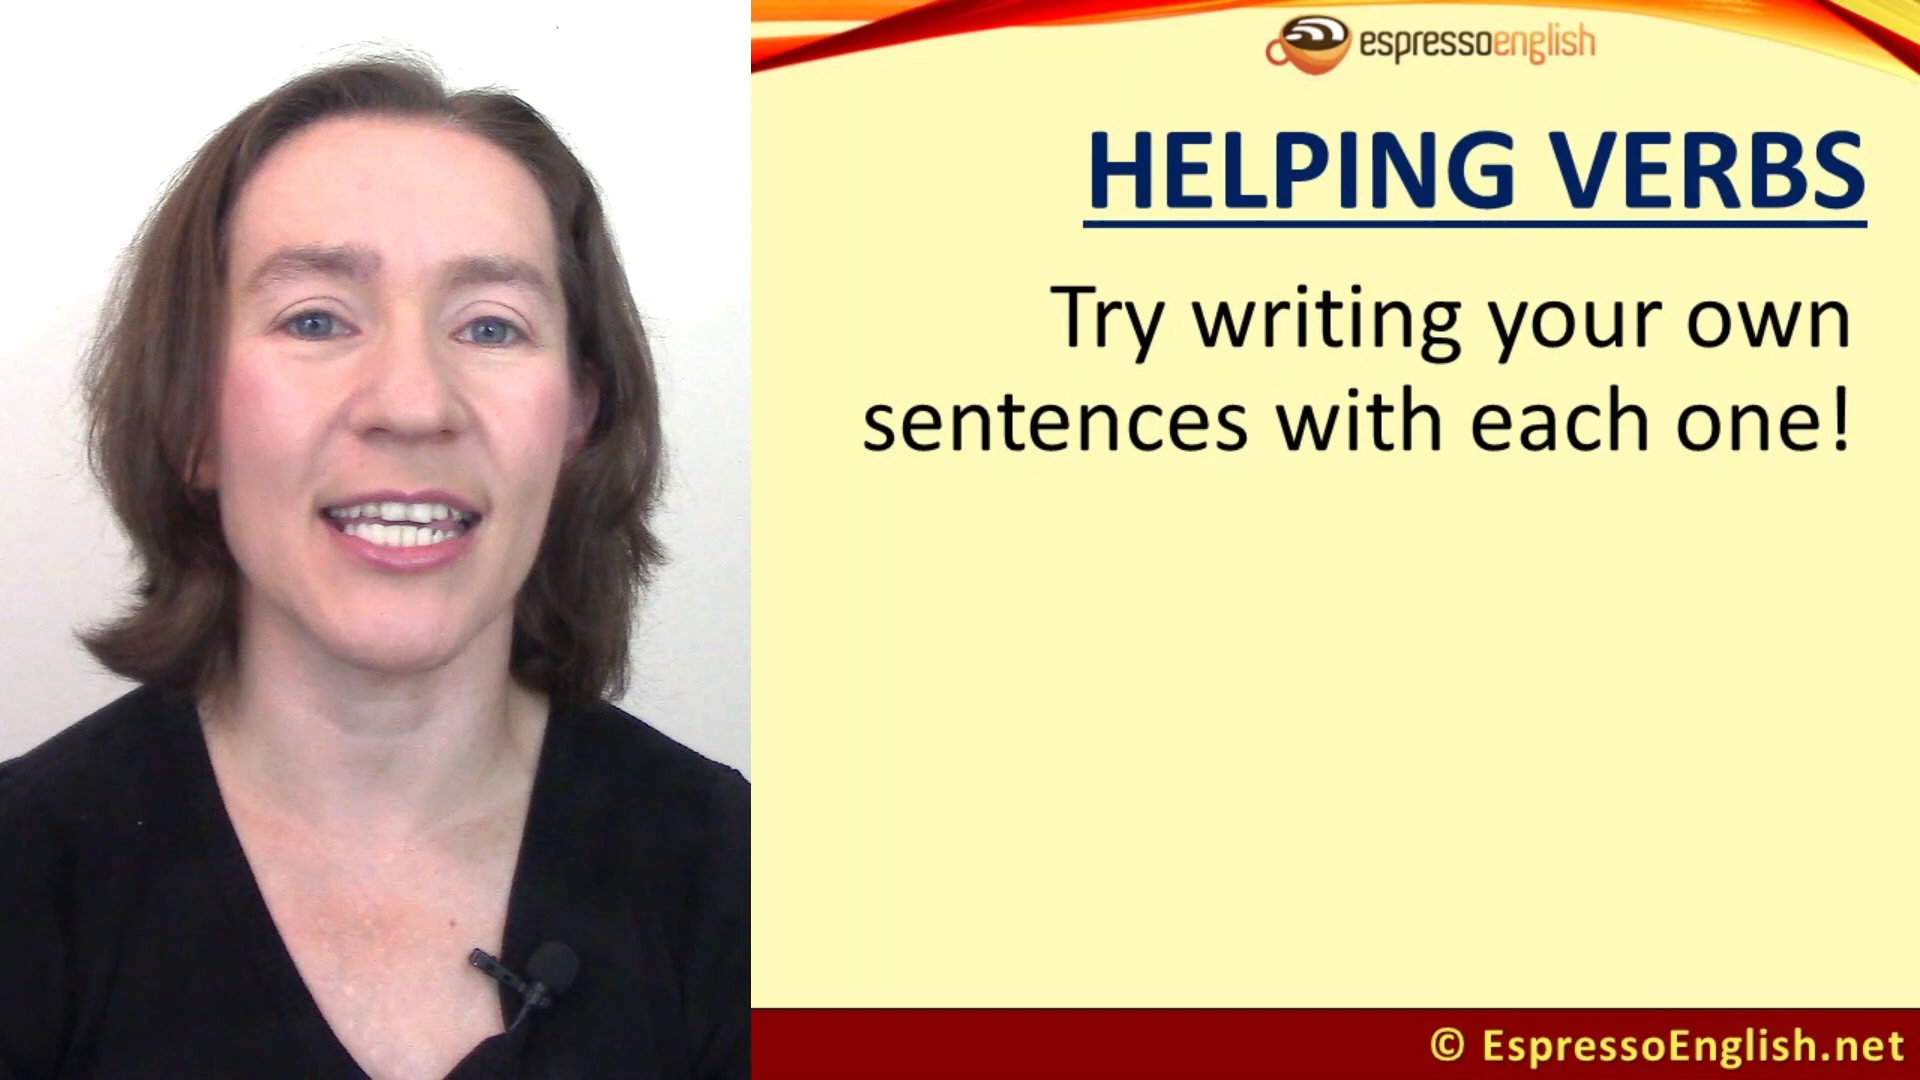 espressoenglish
HELPING VERBS
Try writing your own
sentences with each one!
© EspressoEnglish.net